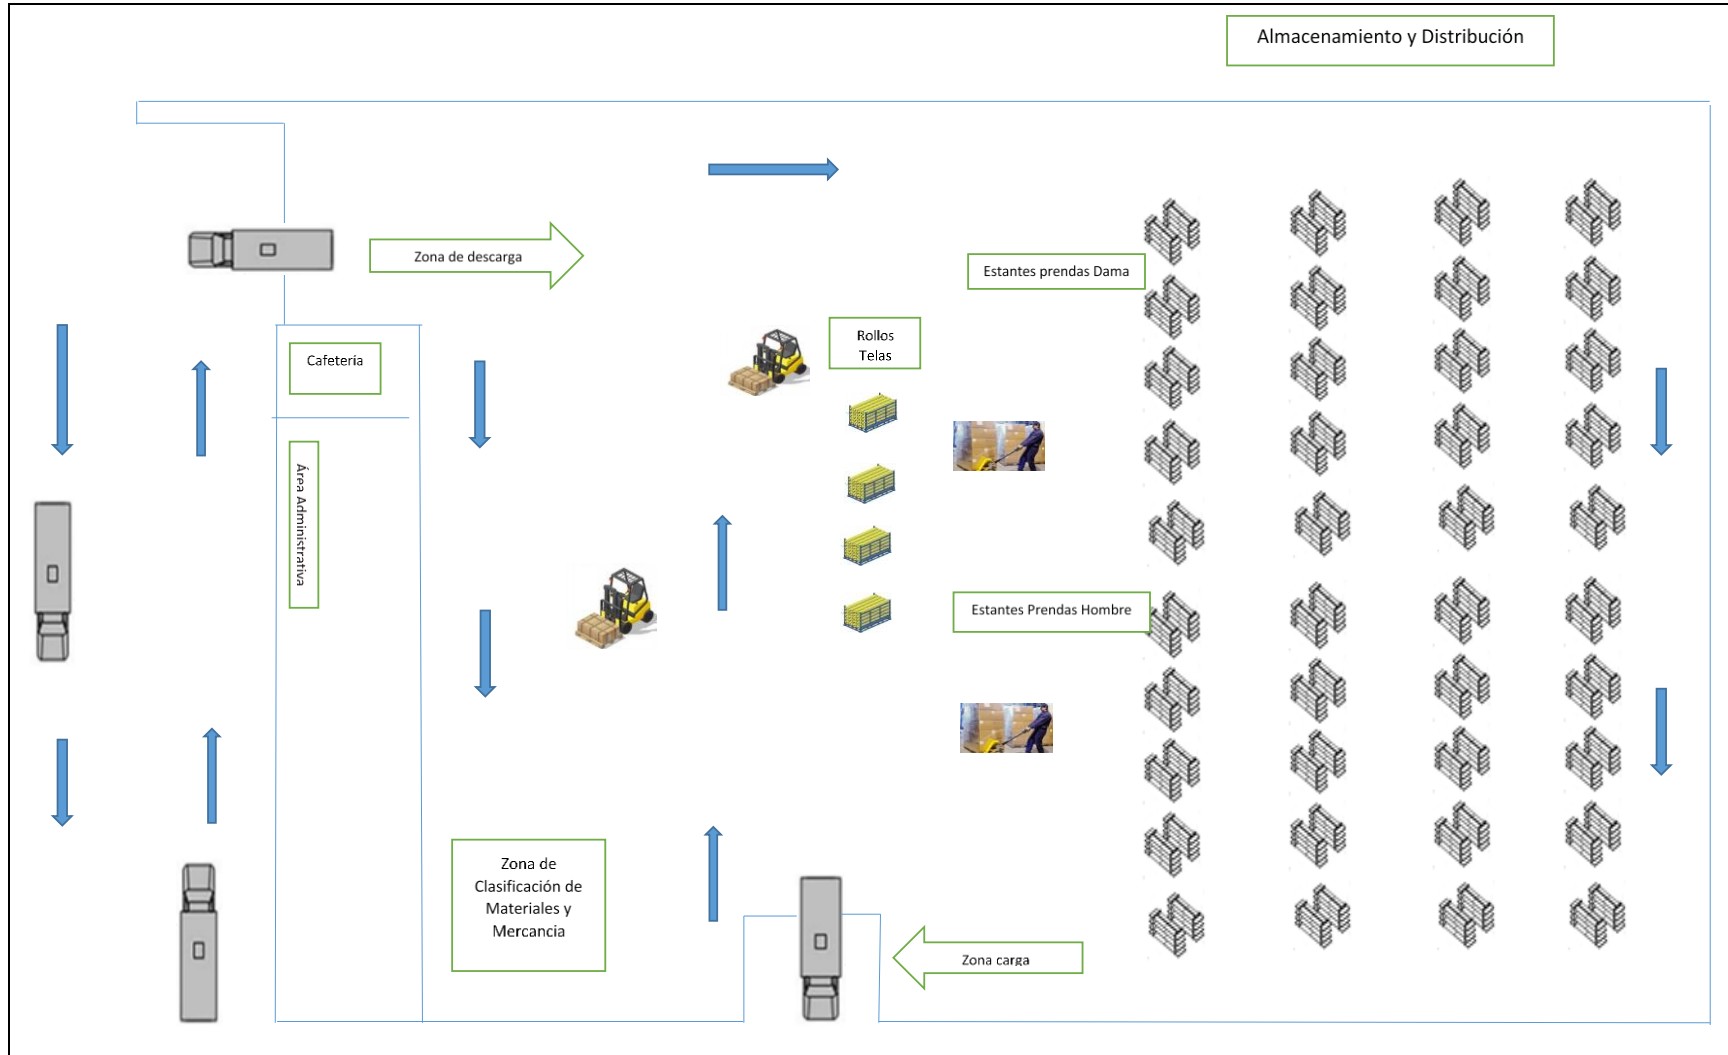 Almacenamiento y Distribución
Zona de descarga
Estantes prendas Dama
Rollos
Telas
Cafetería
Área Administrativa
Estantes Prendas Hombre
Zona de
Clasificación de
Materiales y
Mercancia
Zona carga